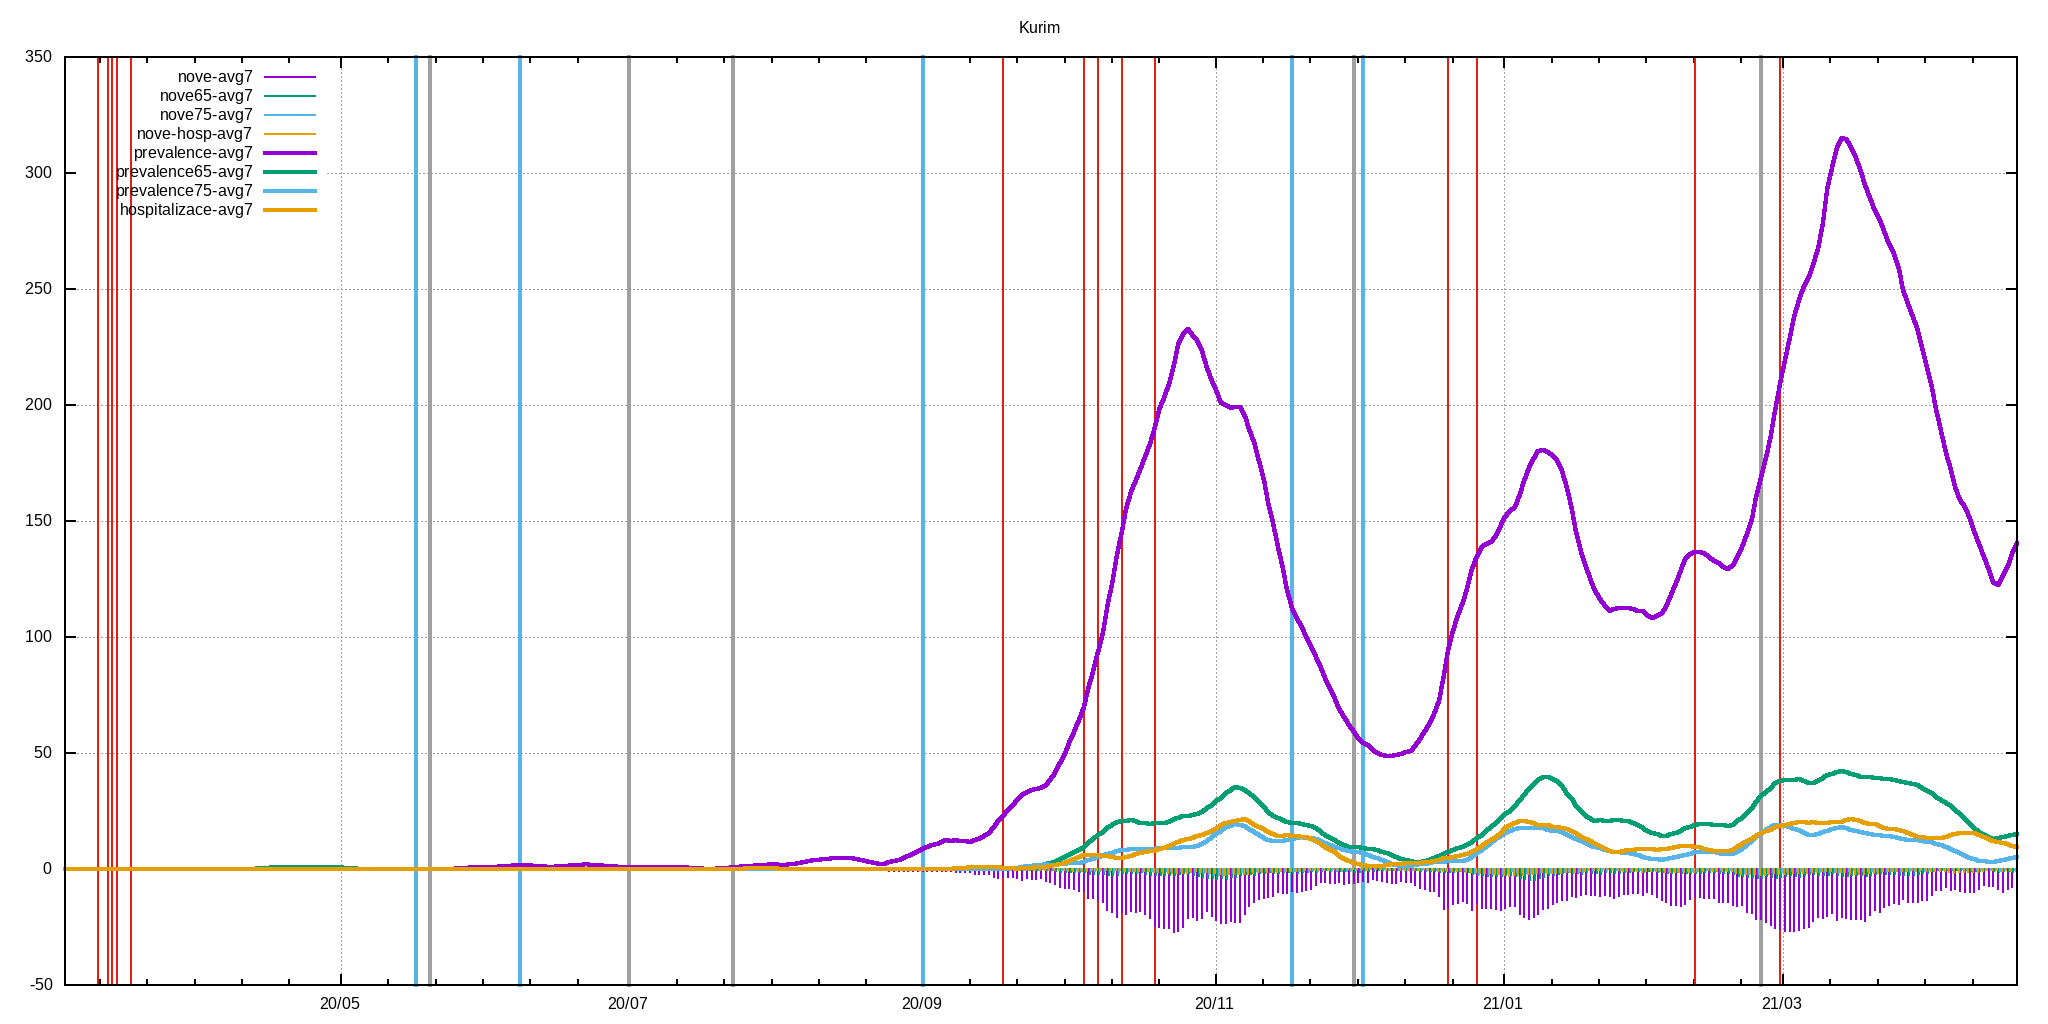 Kurim
350
300
250
200
150
100
50
0
-50
nove-avg7
nove65-avg7
nove75-avg7
nove-hosp-avg7
prevalence-avg7
prevalence65-avg7
prevalence75-avg7
hospitalizace-avg7
20/05 20/07 20/09 20/11 21/01 21/03